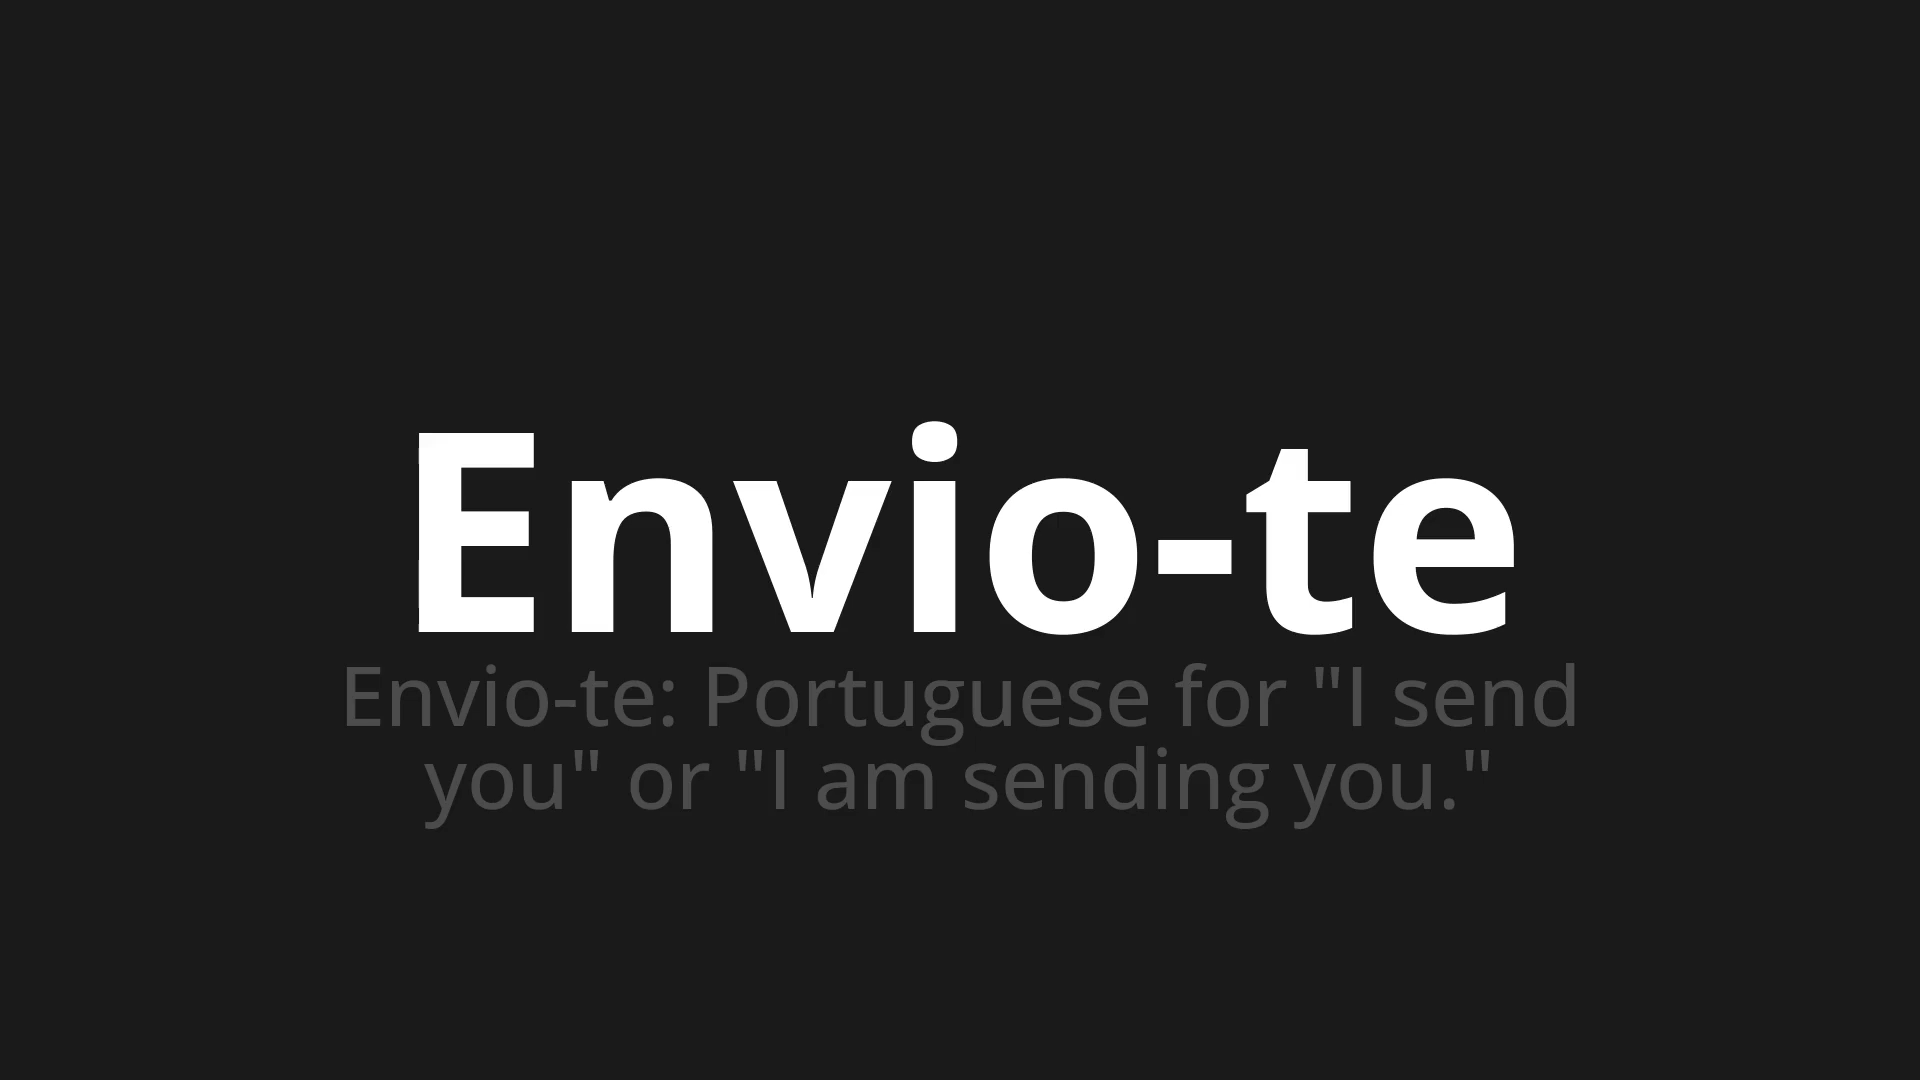 Envio-te
Envio-te: Portuguese for "I send
you" or "I am sending you."